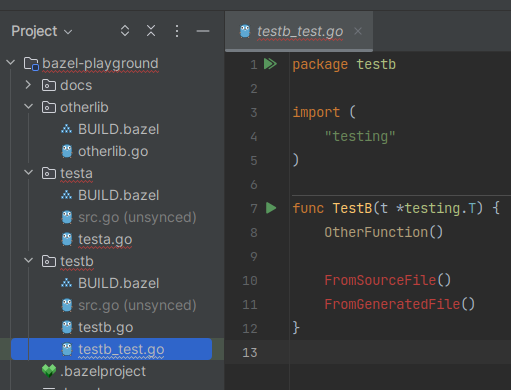 Project
bazel-playground
docs
otherlib
BUILD.bazel
otherlib.go
testa
BUILD.bazel
src.go (unsynced)
testa.go
testb
BUILD.bazel
src.go (unsynced)
testb.go
testb_test.go
.bazelproject
testb_test.go
1 package testb
2
3 import (
4 "testing"
5 )
6
7 func TestB(t *testing.T) {
8 OtherFunction()
9
10 FromSourceFile()
11 FromGeneratedFile()
12 }
13